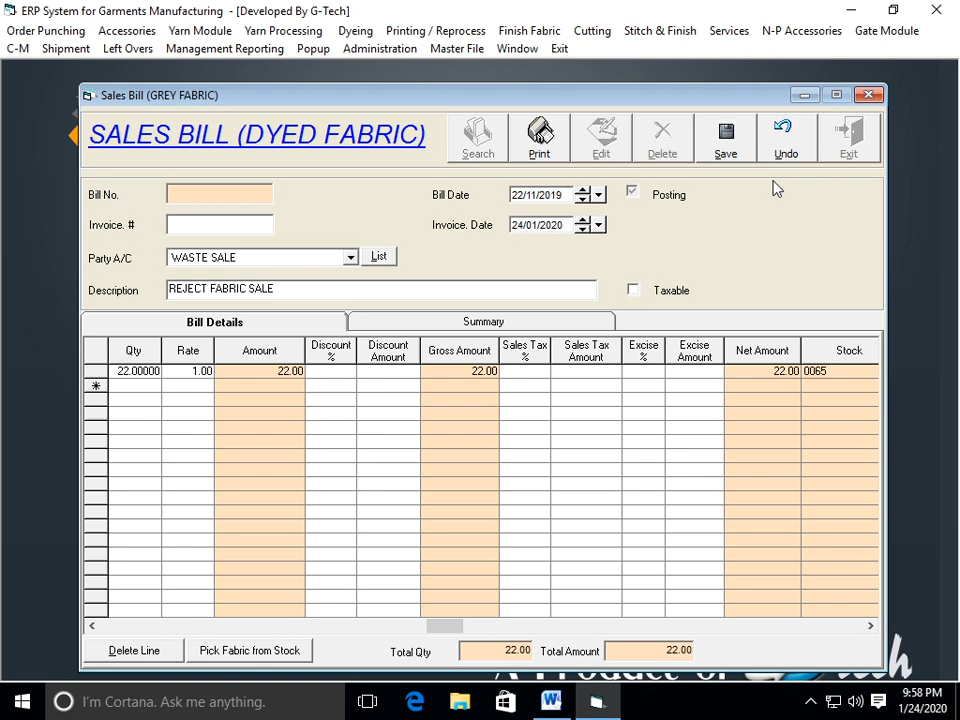 ERP System for Garments Manufacturing - [Developed By G-Tech]
Order Punching Accessories Yarn Module Yarn Processing Dyeing Printing / Reprocess Finish Fabric Cutting Stitch & Finish Services N-P Accessories Gate Module
C-M Shipment Left Overs Management Reporting Popup Administration Master File Window Exit
Sales Bill (GREY FABRIC)
SALES BILL (DYED FABRIC)
Search Print Edit Delete Save Undo Exit
Bill No. Bill Date 22/11/2019 Posting
Invoice. # Invoice. Date 24/01/2020
Party A/C WASTE SALE List
Description REJECT FABRIC SALE Taxable
Bill Details Summary
Qty Rate Amount Discount % Discount Amount Gross Amount Sales Tax % Sales Tax Amount Excise % Excise Amount Net Amount Stock
22.00000 1.00 22.00 22.00 22.00 0065
Delete Line Pick Fabric from Stock Total Qty 22.00 Total Amount 22.00
A Product of
I'm Cortana. Ask me anything.
9:58 PM
1/24/2020